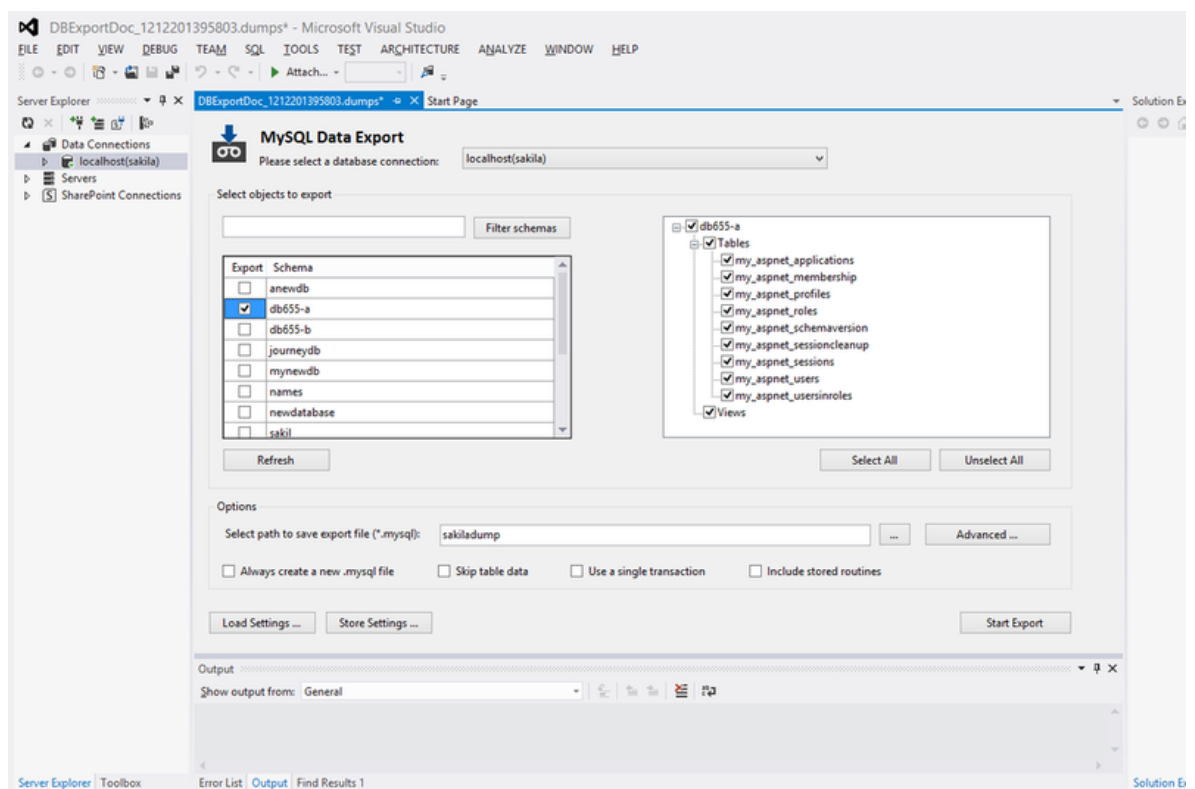 DBExportDoc_1212201395803.dumps* - Microsoft Visual Studio
FILE EDIT VIEW DEBUG TEAM SQL TOOLS TEST ARCHITECTURE ANALYZE WINDOW HELP
Attach...
Server Explorer
DBExportDoc_1212201395803.dumps* Start Page
Solution Ex
Data Connections
localhost(sakila)
Servers
SharePoint Connections
MySQL Data Export
Please select a database connection: localhost(sakila)
Select objects to export
Filter schemas
Export Schema
anewdb
db655-a
db655-b
journeydb
mynewdb
names
newdatabase
sakil
Refresh
db655-a
Tables
my_aspnet_applications
my_aspnet_membership
my_aspnet_profiles
my_aspnet_roles
my_aspnet_schemaversion
my_aspnet_sessioncleanup
my_aspnet_sessions
my_aspnet_users
my_aspnet_usersinroles
Views
Select All Unselect All
Options
Select path to save export file (*.mysql): sakiladump ... Advanced ...
Always create a new .mysql file Skip table data Use a single transaction Include stored routines
Load Settings ... Store Settings ... Start Export
Output
Show output from: General
Server Explorer Toolbox Error List Output Find Results 1 Solution Ex